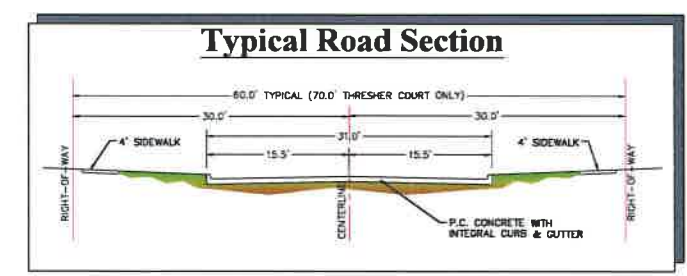 Typical Road Section
60.0' TYPICAL (70.0' THRESHER COURT ONLY)
30.0' 30.0'
31.0'
4' SIDEWALK 15.5' 15.5' 4' SIDEWALK
RIGHT-OF-WAY
CENTERLINE
RIGHT-OF-WAY
P.C. CONCRETE WITH
INTEGRAL CURB & GUTTER